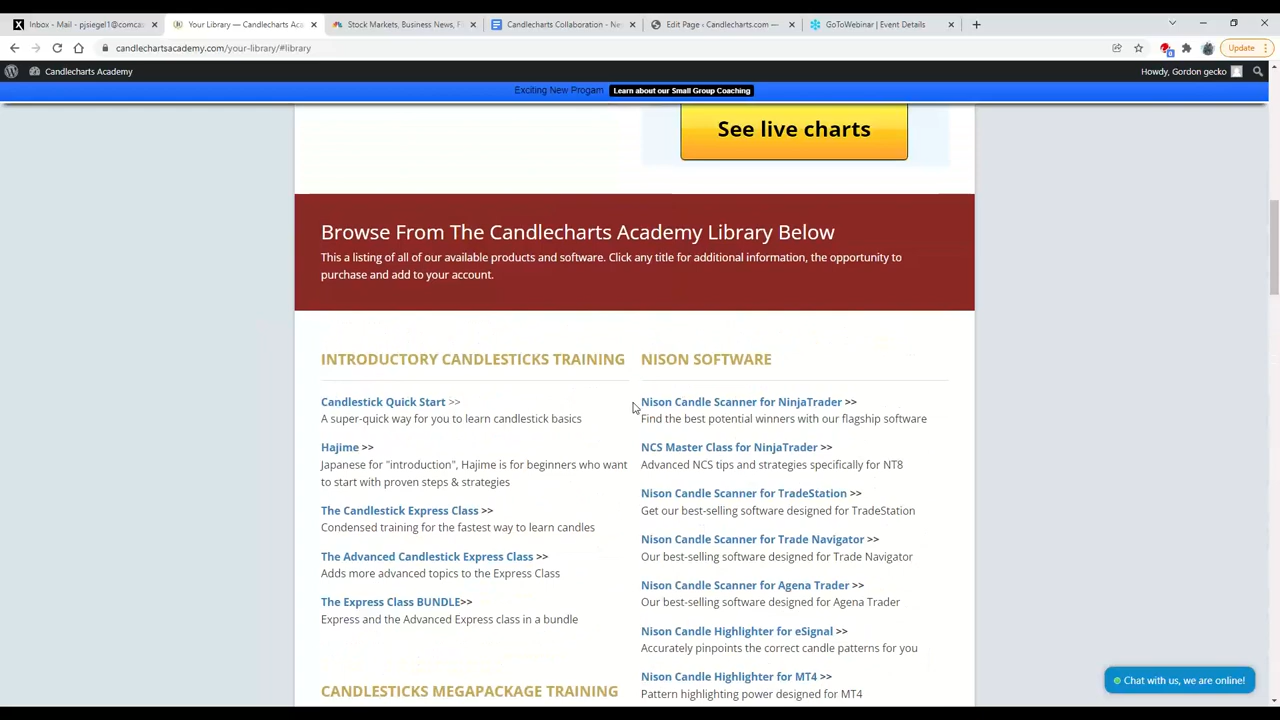 Inbox - Mail - pjsiegel1@comcas
Your Library — Candlecharts Aca
Stock Markets, Business News, F
Candlecharts Collaboration - Ne
Edit Page ‹ Candlecharts.com —
GoToWebinar | Event Details
candlechartsacademy.com/your-library/#library
Update
Candlecharts Academy
Howdy, Gordon gecko
Exciting New Progam Learn about our Small Group Coaching
See live charts
Browse From The Candlecharts Academy Library Below
This a listing of all of our available products and software. Click any title for additional information, the opportunity to
purchase and add to your account.
INTRODUCTORY CANDLESTICKS TRAINING
Candlestick Quick Start >>
A super-quick way for you to learn candlestick basics
Hajime >>
Japanese for "introduction", Hajime is for beginners who want
to start with proven steps & strategies
The Candlestick Express Class >>
Condensed training for the fastest way to learn candles
The Advanced Candlestick Express Class >>
Adds more advanced topics to the Express Class
The Express Class BUNDLE>>
Express and the Advanced Express class in a bundle
CANDLESTICKS MEGAPACKAGE TRAINING
NISON SOFTWARE
Nison Candle Scanner for NinjaTrader >>
Find the best potential winners with our flagship software
NCS Master Class for NinjaTrader >>
Advanced NCS tips and strategies specifically for NT8
Nison Candle Scanner for TradeStation >>
Get our best-selling software designed for TradeStation
Nison Candle Scanner for Trade Navigator >>
Our best-selling software designed for Trade Navigator
Nison Candle Scanner for Agena Trader >>
Our best-selling software designed for Agena Trader
Nison Candle Highlighter for eSignal >>
Accurately pinpoints the correct candle patterns for you
Nison Candle Highlighter for MT4 >>
Pattern highlighting power designed for MT4
Chat with us, we are online!